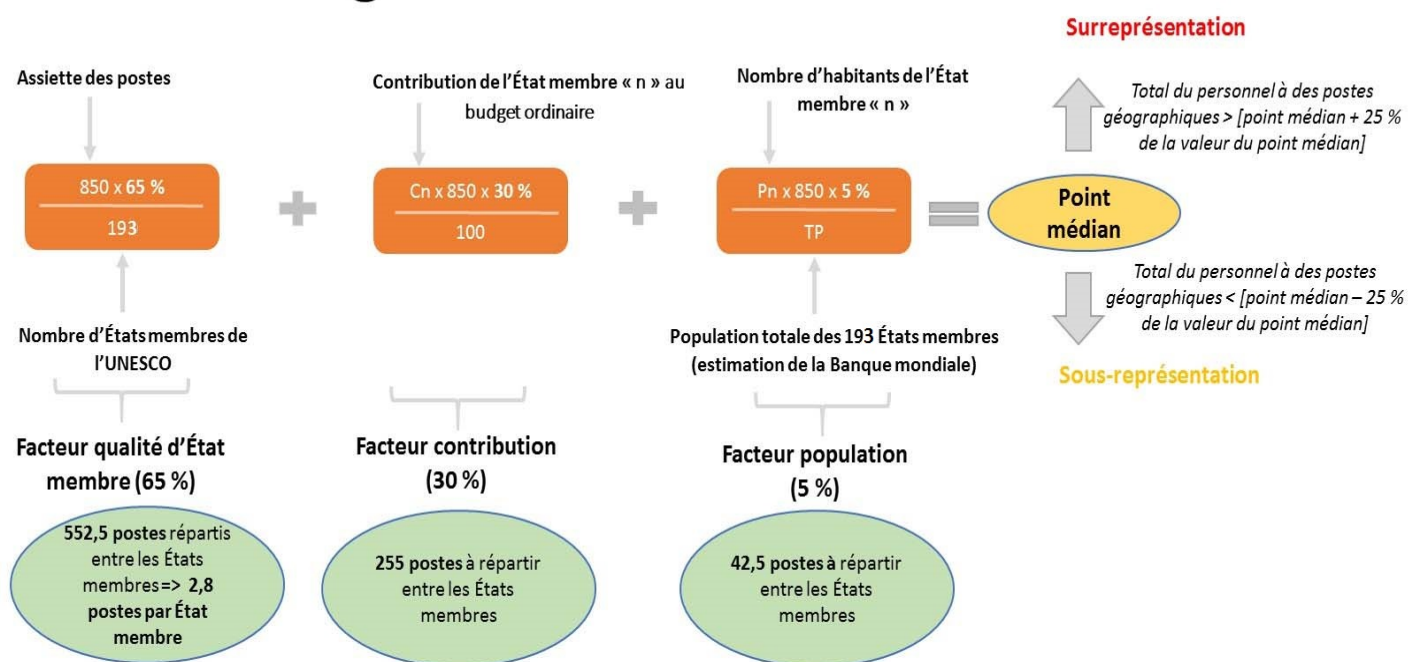 Surreprésentation
Assiette des postes
Contribution de l'État membre « n » au
budget ordinaire
Nombre d'habitants de l'État
membre « n »
Total du personnel à des postes
géographiques > [point médian + 25 %
de la valeur du point médian]
850 x 65 %
193
Cn x 850 x 30 %
100
Pn x 850 x 5 %
TP
Point
médian
Total du personnel à des postes
géographiques < [point médian – 25 %
de la valeur du point médian]
Sous-représentation
Nombre d'États membres de
l'UNESCO
Population totale des 193 États membres
(estimation de la Banque mondiale)
Facteur qualité d'État
membre (65 %)
Facteur contribution
(30 %)
Facteur population
(5 %)
552,5 postes répartis
entre les États
membres => 2,8
postes par État
membre
255 postes à répartir
entre les États
membres
42,5 postes à répartir
entre les États
membres